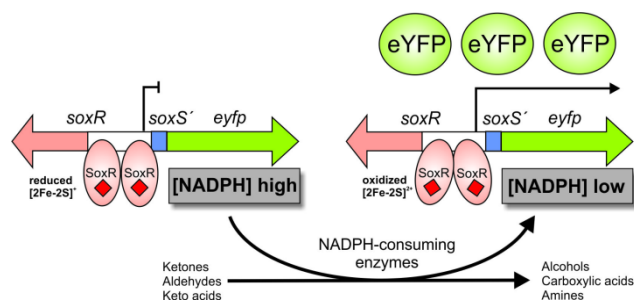 eYFP eYFP eYFP
soxR soxS´ eyfp
soxR soxS´ eyfp
reduced
[2Fe-2S]⁺
SoxR SoxR
[NADPH] high
oxidized
[2Fe-2S]²⁺
SoxR SoxR
[NADPH] low
NADPH-consuming
enzymes
Ketones
Aldehydes
Keto acids
Alcohols
Carboxylic acids
Amines